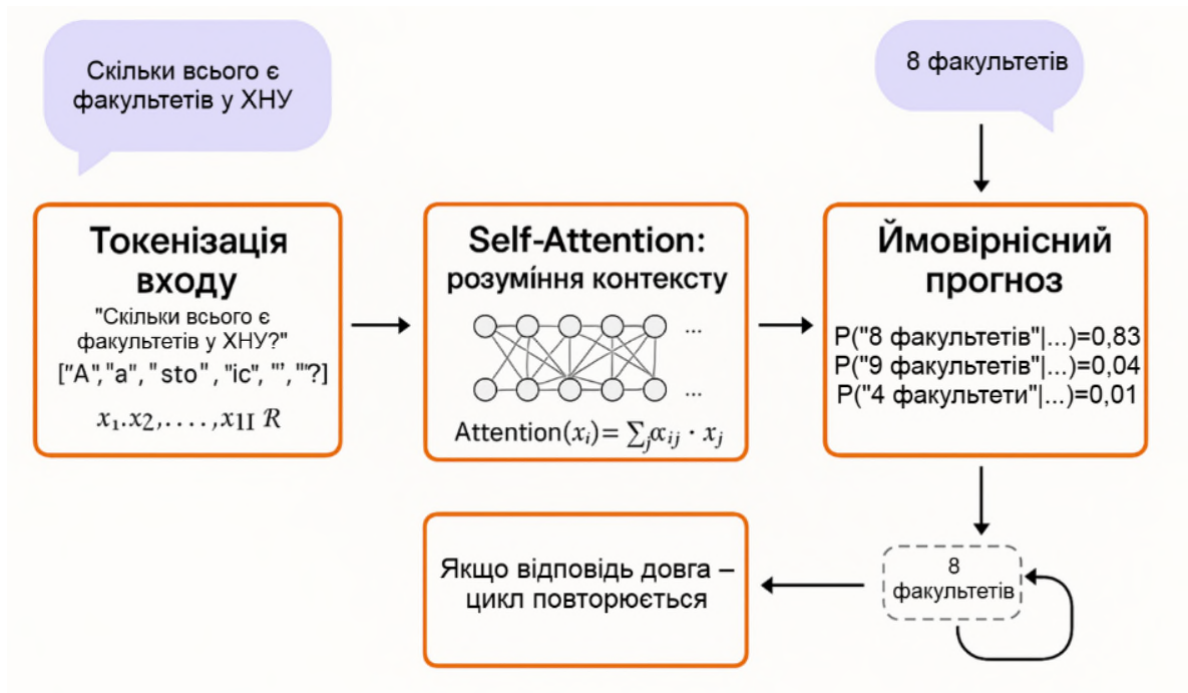 Скільки всього є
факультетів у ХНУ
8 факультетів
Токенізація
входу
"Скільки всього є
факультетів у ХНУ?"
["A","a", "sto", "ic", "'', "''?]
x₁.x₂,....,x₁₁ R
Self-Attention:
розуміння контексту
...
...
Attention(xᵢ)= ∑ⱼαᵢⱼ · xⱼ
Ймовірнісний
прогноз
P("8 факультетів"|...)=0,83
P("9 факультетів"|...)=0,04
P("4 факультети"|...)=0,01
8
факультетів
Якщо відповідь довга –
цикл повторюється